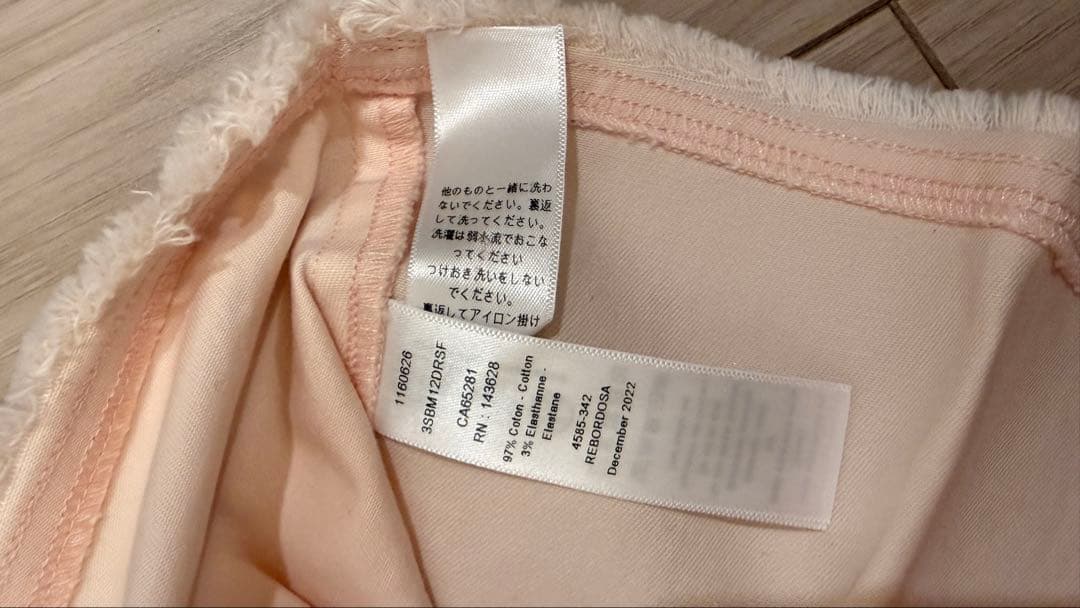 他のものと一緒に洗わ
ないでください。裏返
して洗ってください。
洗濯は弱水流でおこな
ってください
つけおき洗いをしない
でください。
裏返してアイロン掛け
1160626
3SBM12DRSF
CA65281
RN : 143628
97% Coton - Cotton
3% Elasthanne -
Elastane
4585-342
REBORDOSA
December 2022